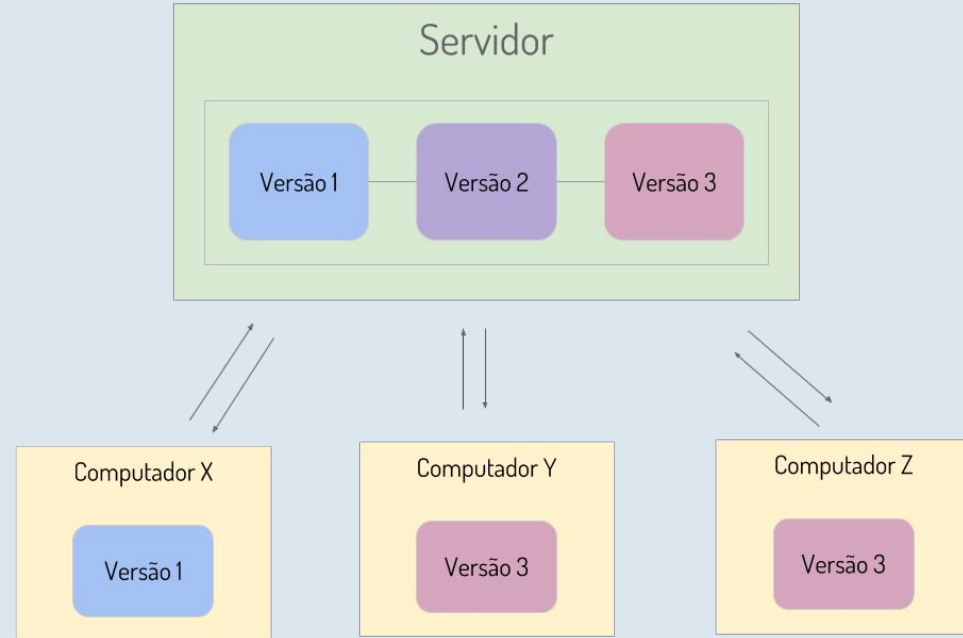 Servidor
Versão 1
Versão 2
Versão 3
Computador X
Computador Y
Computador Z
Versão 1
Versão 3
Versão 3